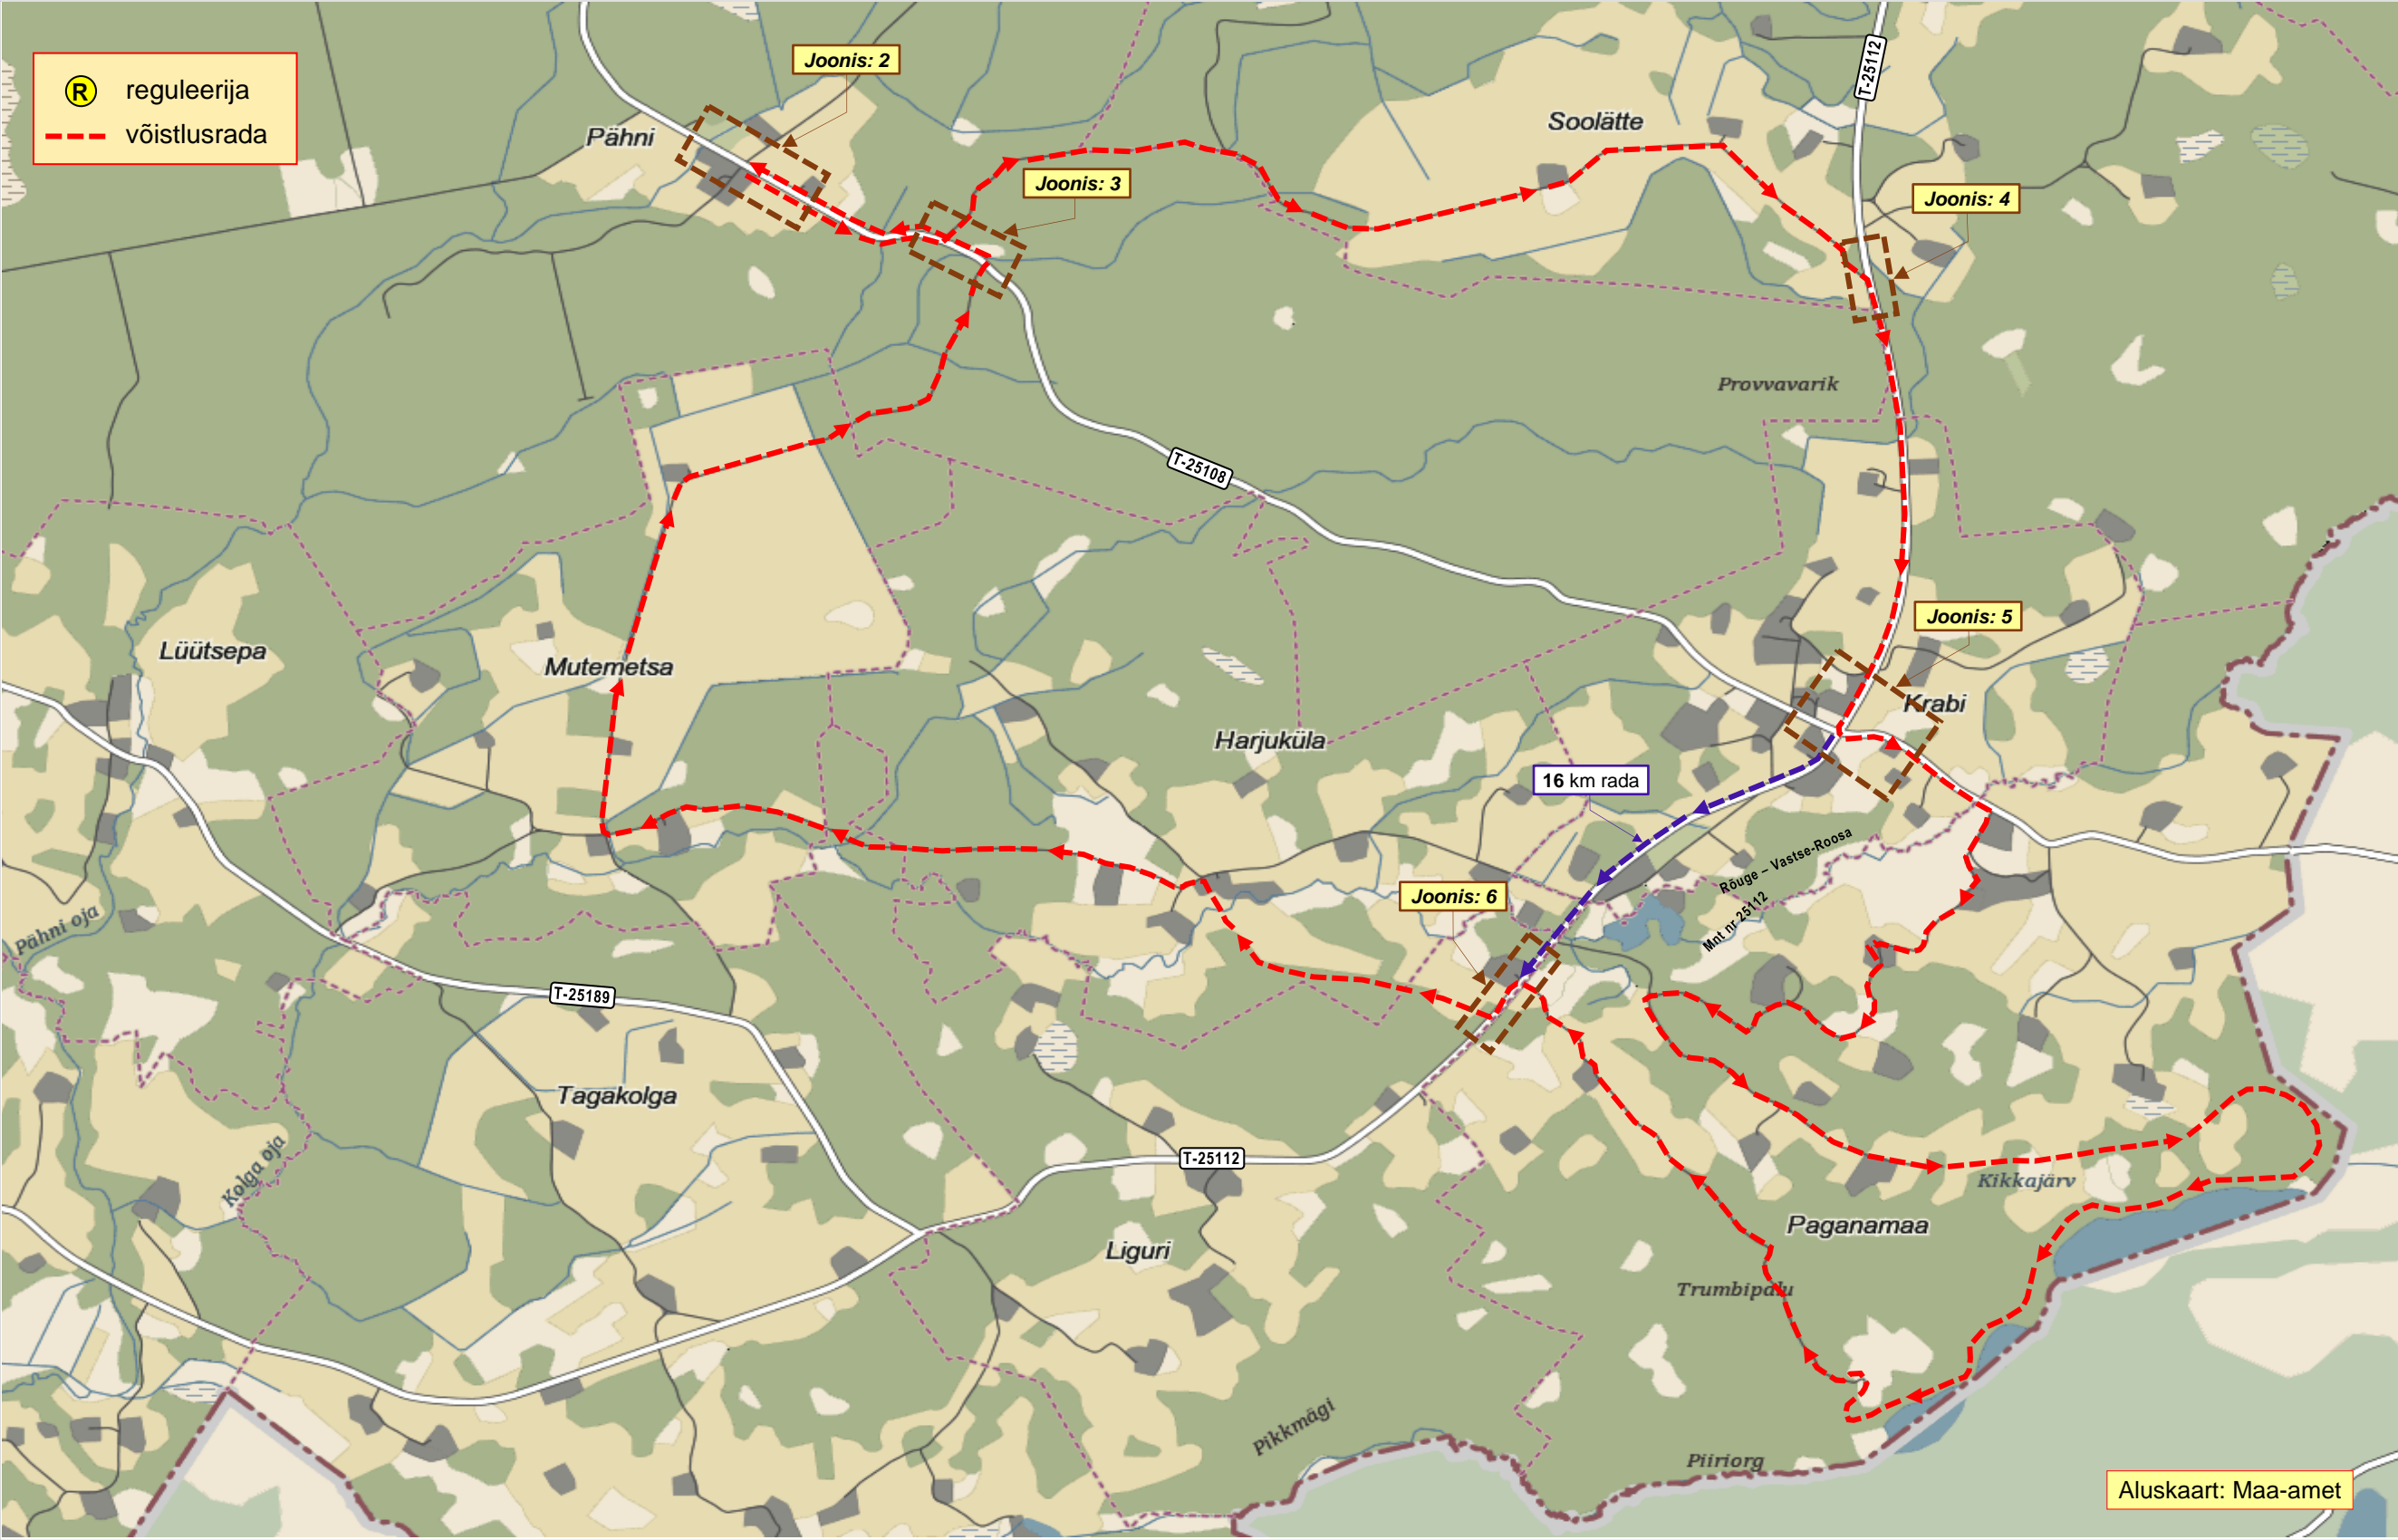 R reguleerija
võistlusrada
Joonis: 2
Pähni
Joonis: 3
Soolätte
T-25112
Joonis: 4
Provvavarik
T-25108
Joonis: 5
Lüütsepa
Mutemetsa
Krabi
Harjuküla
16 km rada
Rõuge – Vastse-Roosa
Mnt nr 25112
Joonis: 6
Pähni oja
T-25189
Tagakolga
Kolga oja
T-25112
Kikkajärv
Paganamaa
Liguri
Trumbipalu
Pikkmägi
Piiriorg
Aluskaart: Maa-amet